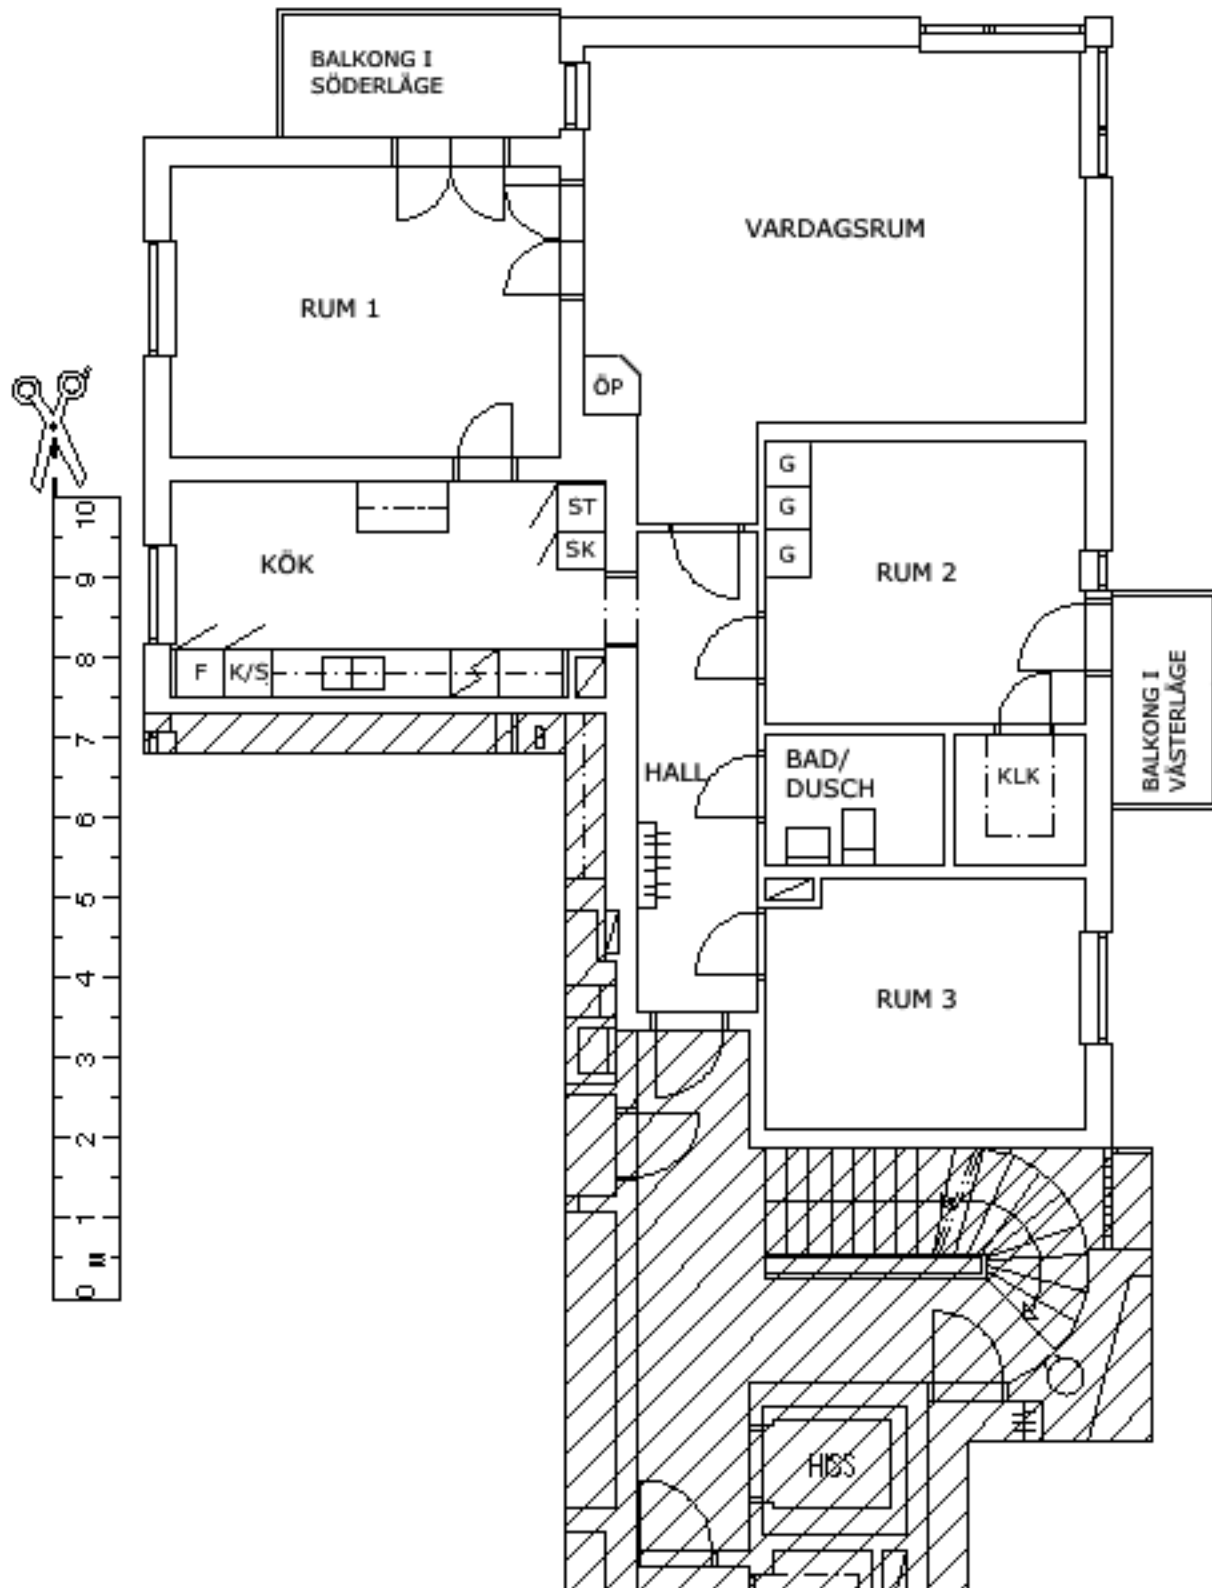 BALKONG I
SÖDERLÄGE
VARDAGSRUM
RUM 1
ÖP
G
G
G
ST
SK
KÖK
RUM 2
F
K/S
HALL
BAD/
DUSCH
KLK
BALKONG I
VÄSTERLÄGE
RUM 3
HISS
10
9
8
7
6
5
4
3
2
1
0
M